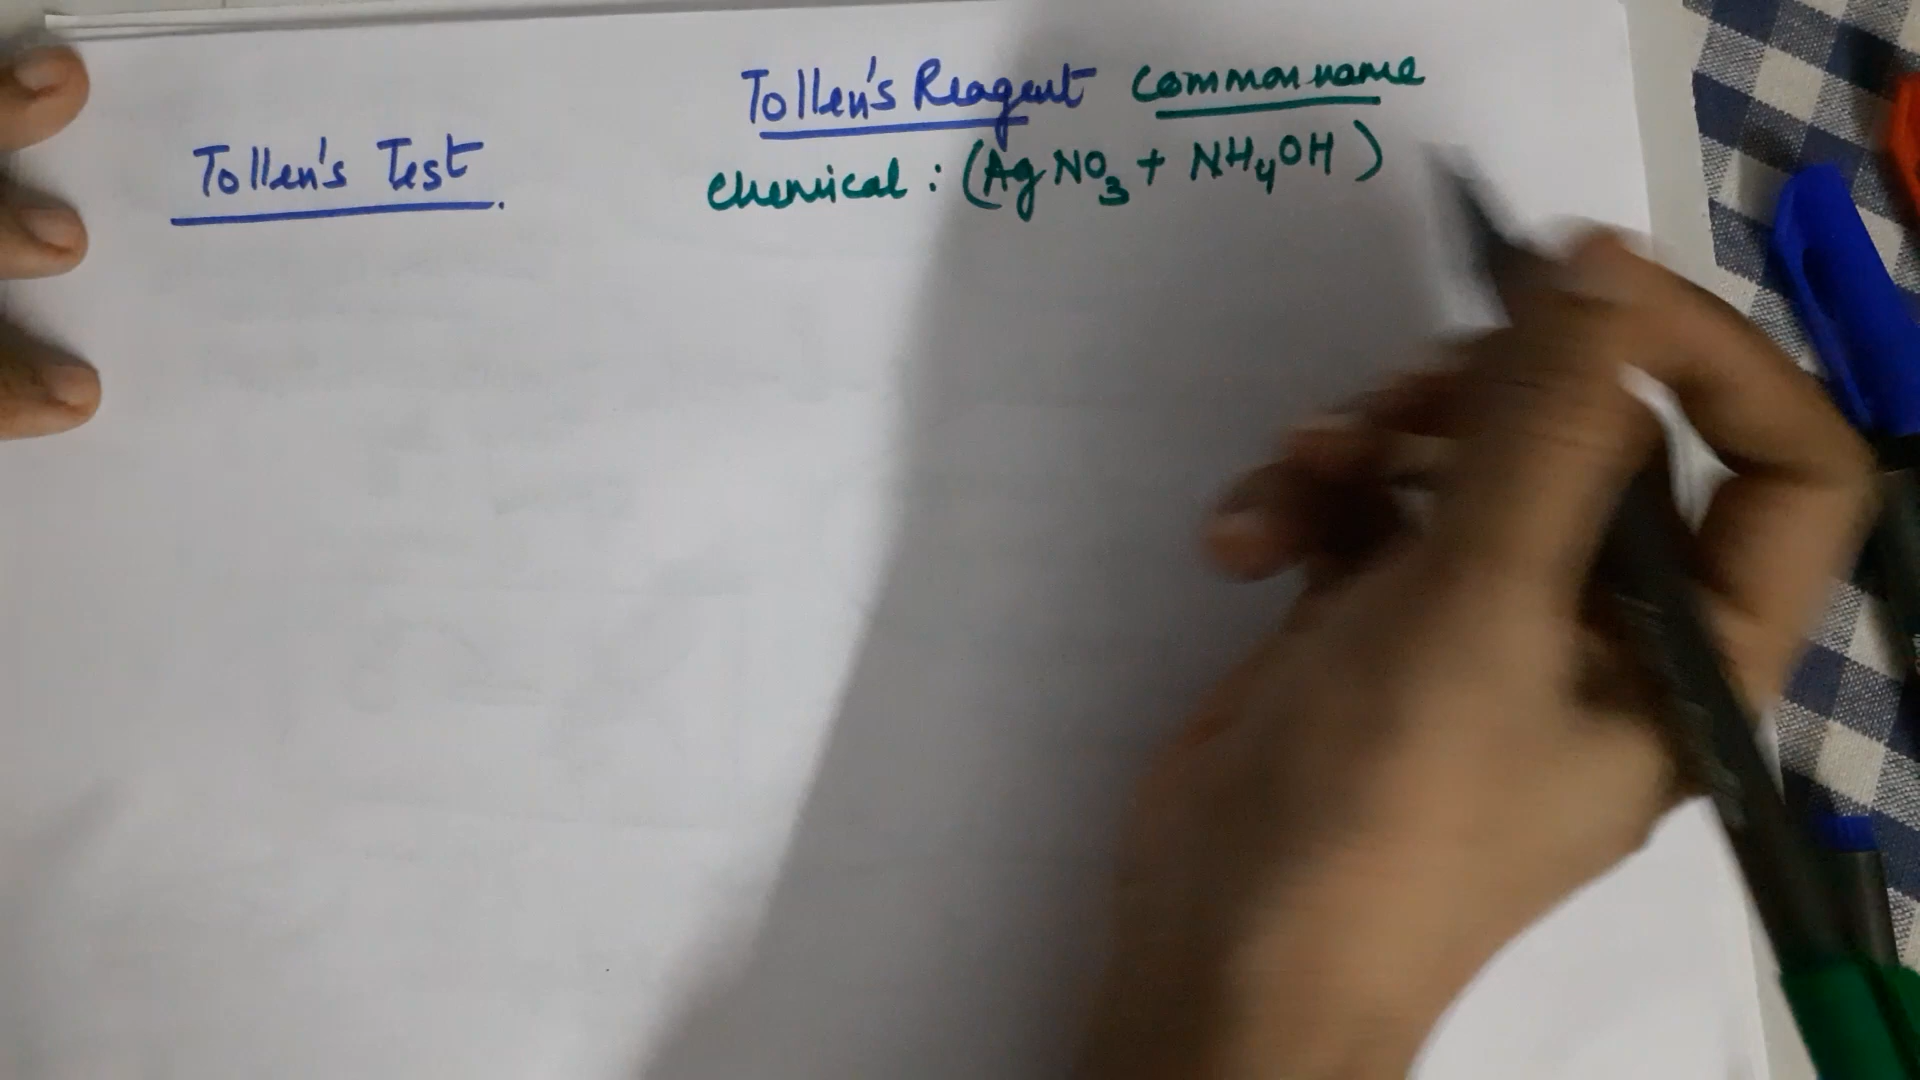 Tollen's Reagent common name
Tollen's Test.
chemical : (AgNO₃ + NH₄OH)